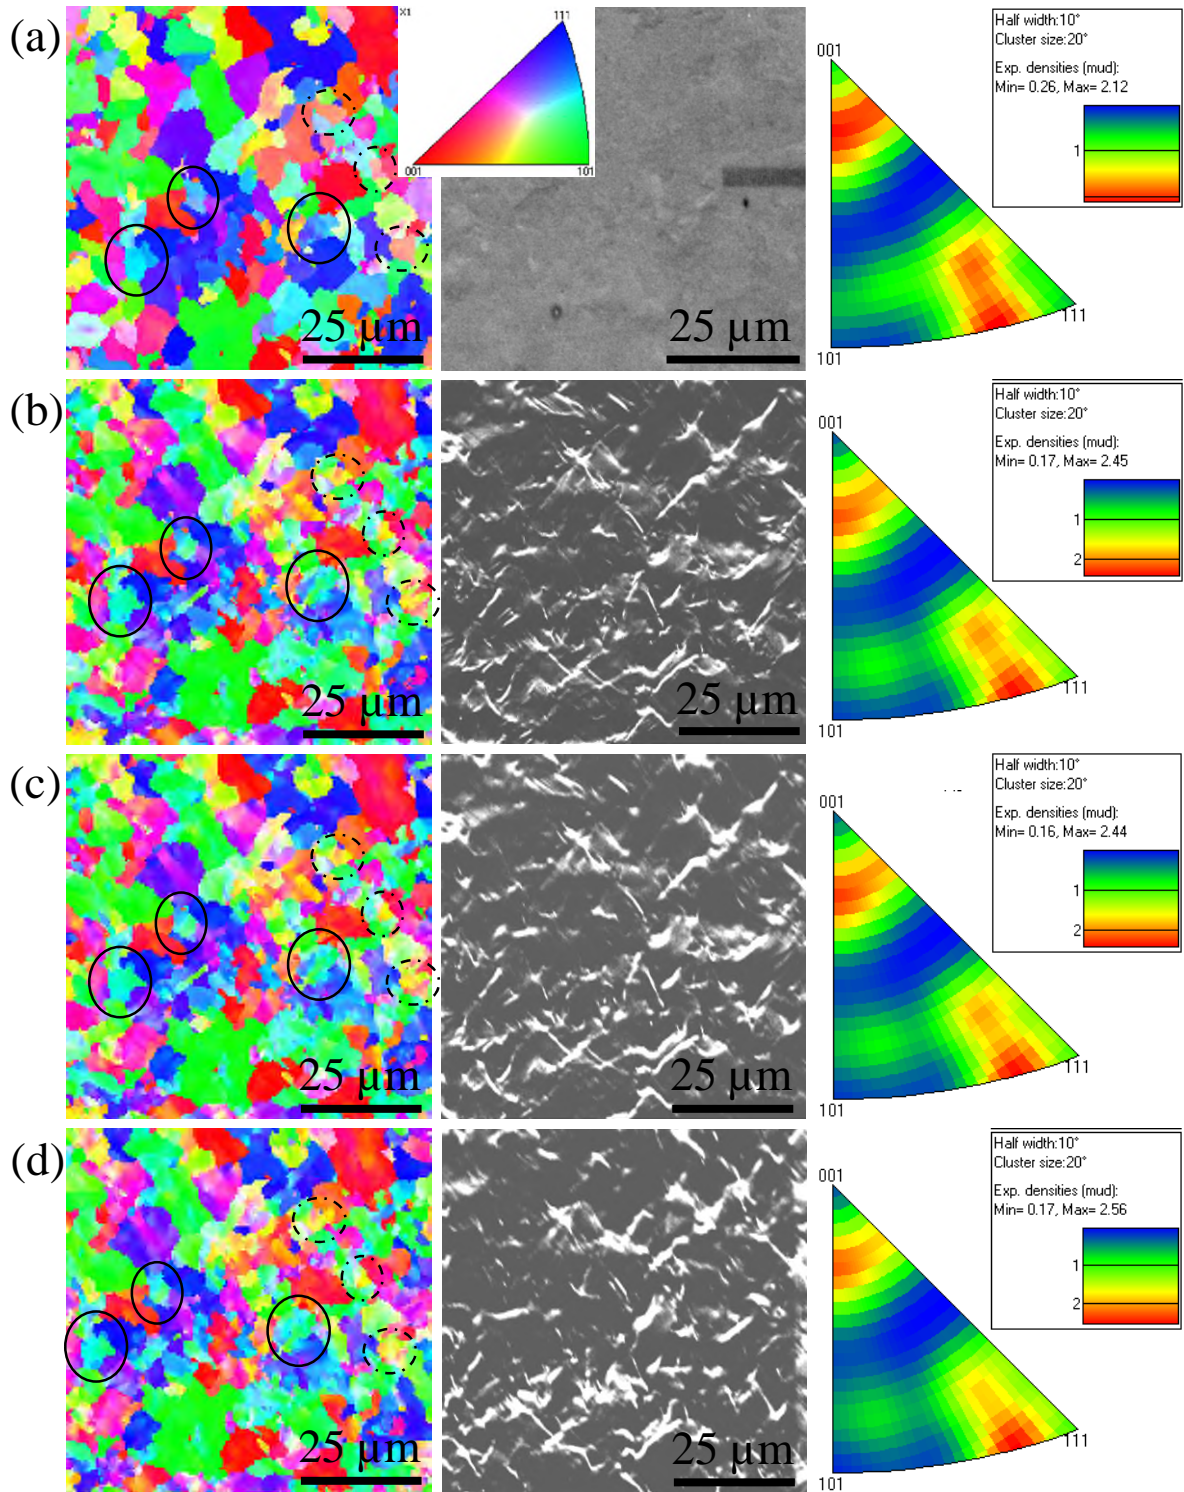 (a)
X1
111
001
101
25 µm
25 µm
001
101
111
Half width:10°
Cluster size:20°
Exp. densities (mud):
Min= 0.26, Max= 2.12
1
(b)
25 µm
25 µm
001
101
111
Half width:10°
Cluster size:20°
Exp. densities (mud):
Min= 0.17, Max= 2.45
1
2
(c)
25 µm
25 µm
001
101
111
Half width:10°
Cluster size:20°
Exp. densities (mud):
Min= 0.16, Max= 2.44
1
2
(d)
25 µm
25 µm
001
101
111
Half width:10°
Cluster size:20°
Exp. densities (mud):
Min= 0.17, Max= 2.56
1
2